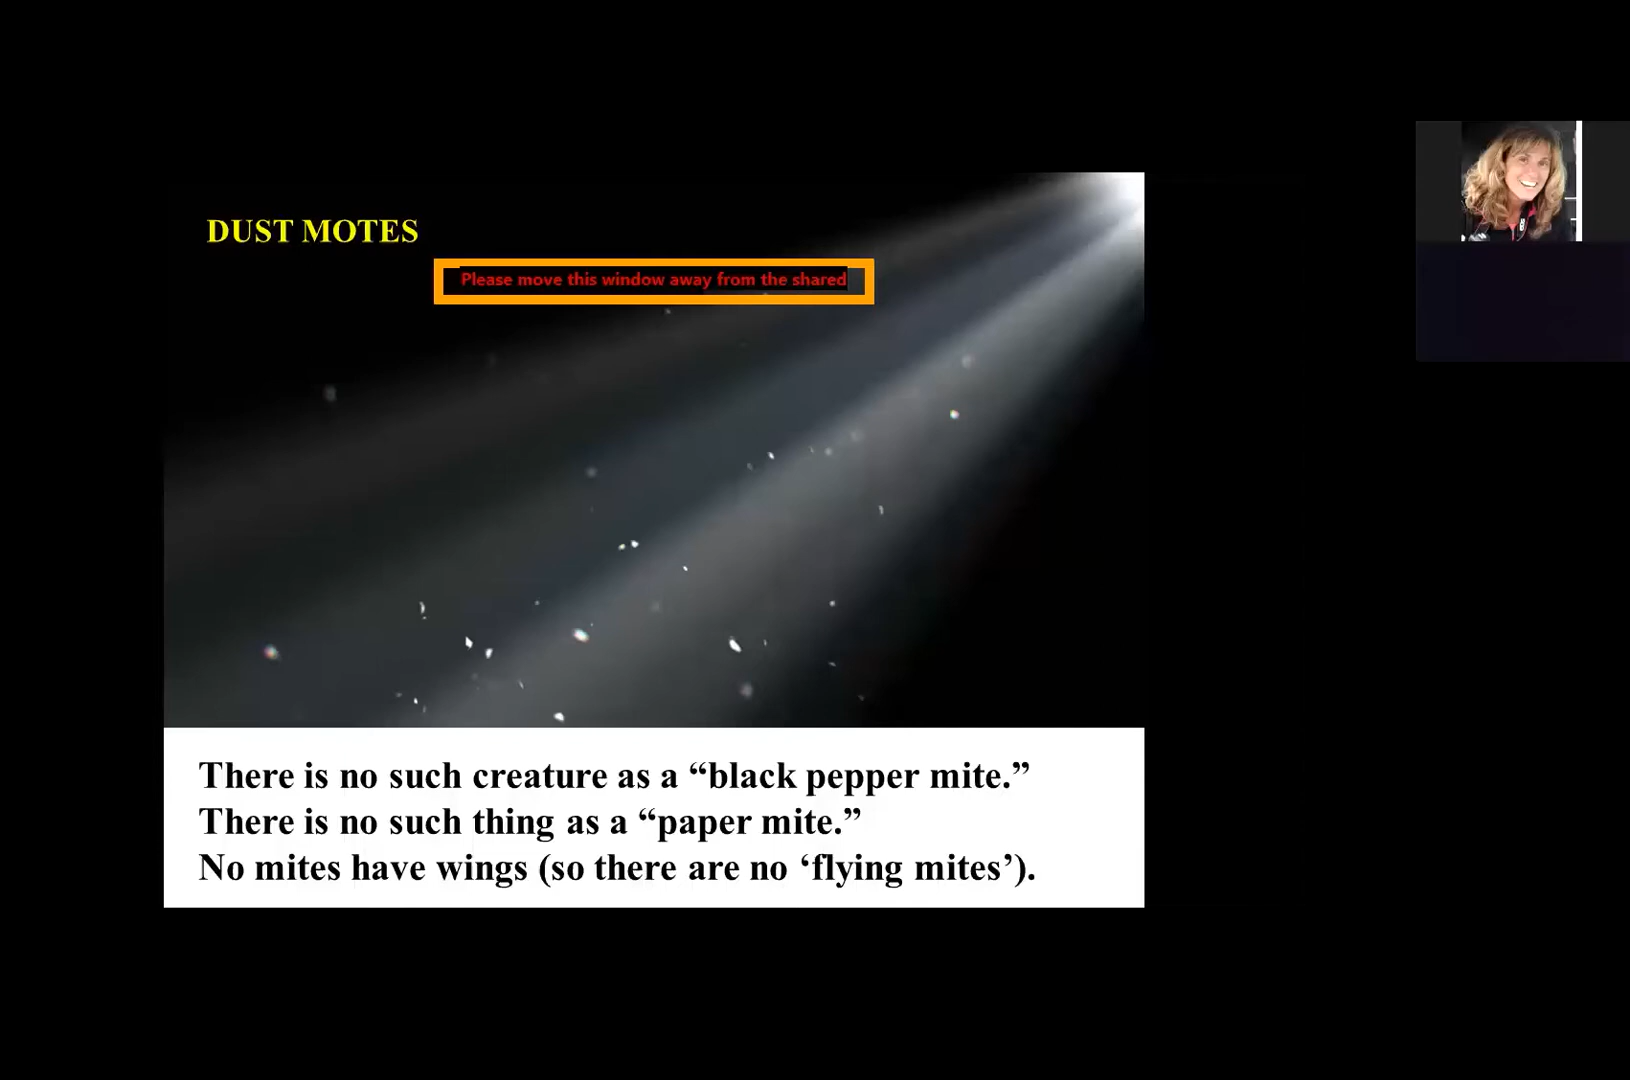 DUST MOTES
Please move this window away from the shared
There is no such creature as a “black pepper mite.”
There is no such thing as a “paper mite.”
No mites have wings (so there are no ‘flying mites’).